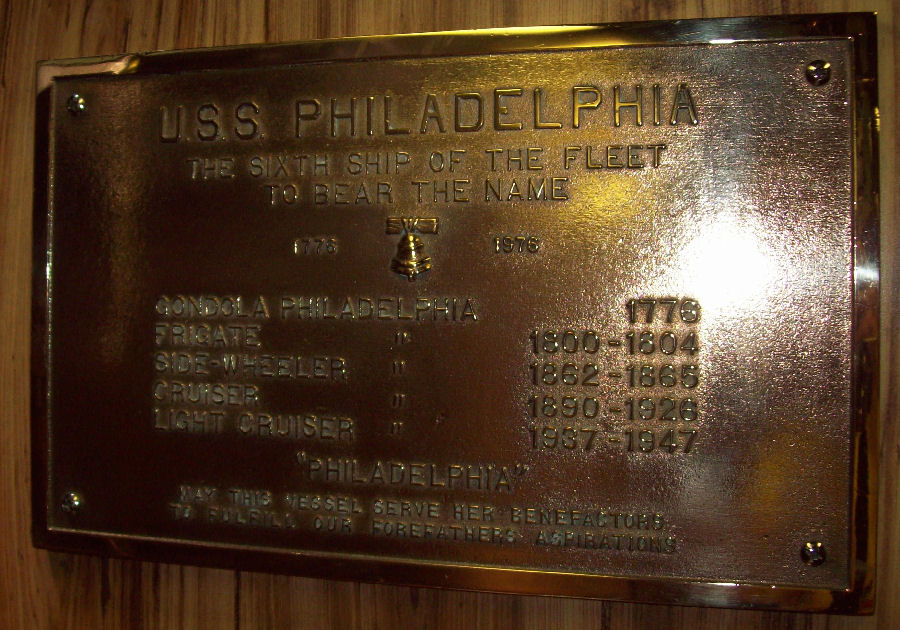 U.S.S. PHILADELPHIA
THE SIXTH SHIP OF THE FLEET
TO BEAR THE NAME
1776 1976
GONDOLA PHILADELPHIA 1776
FRIGATE " 1800-1804
SIDE-WHEELER " 1862-1865
CRUISER " 1890-1926
LIGHT CRUISER " 1937-1947
"PHILADELPHIA"
MAY THIS VESSEL SERVE HER BENEFACTORS
TO FULFILL OUR FOREFATHERS ASPIRATIONS